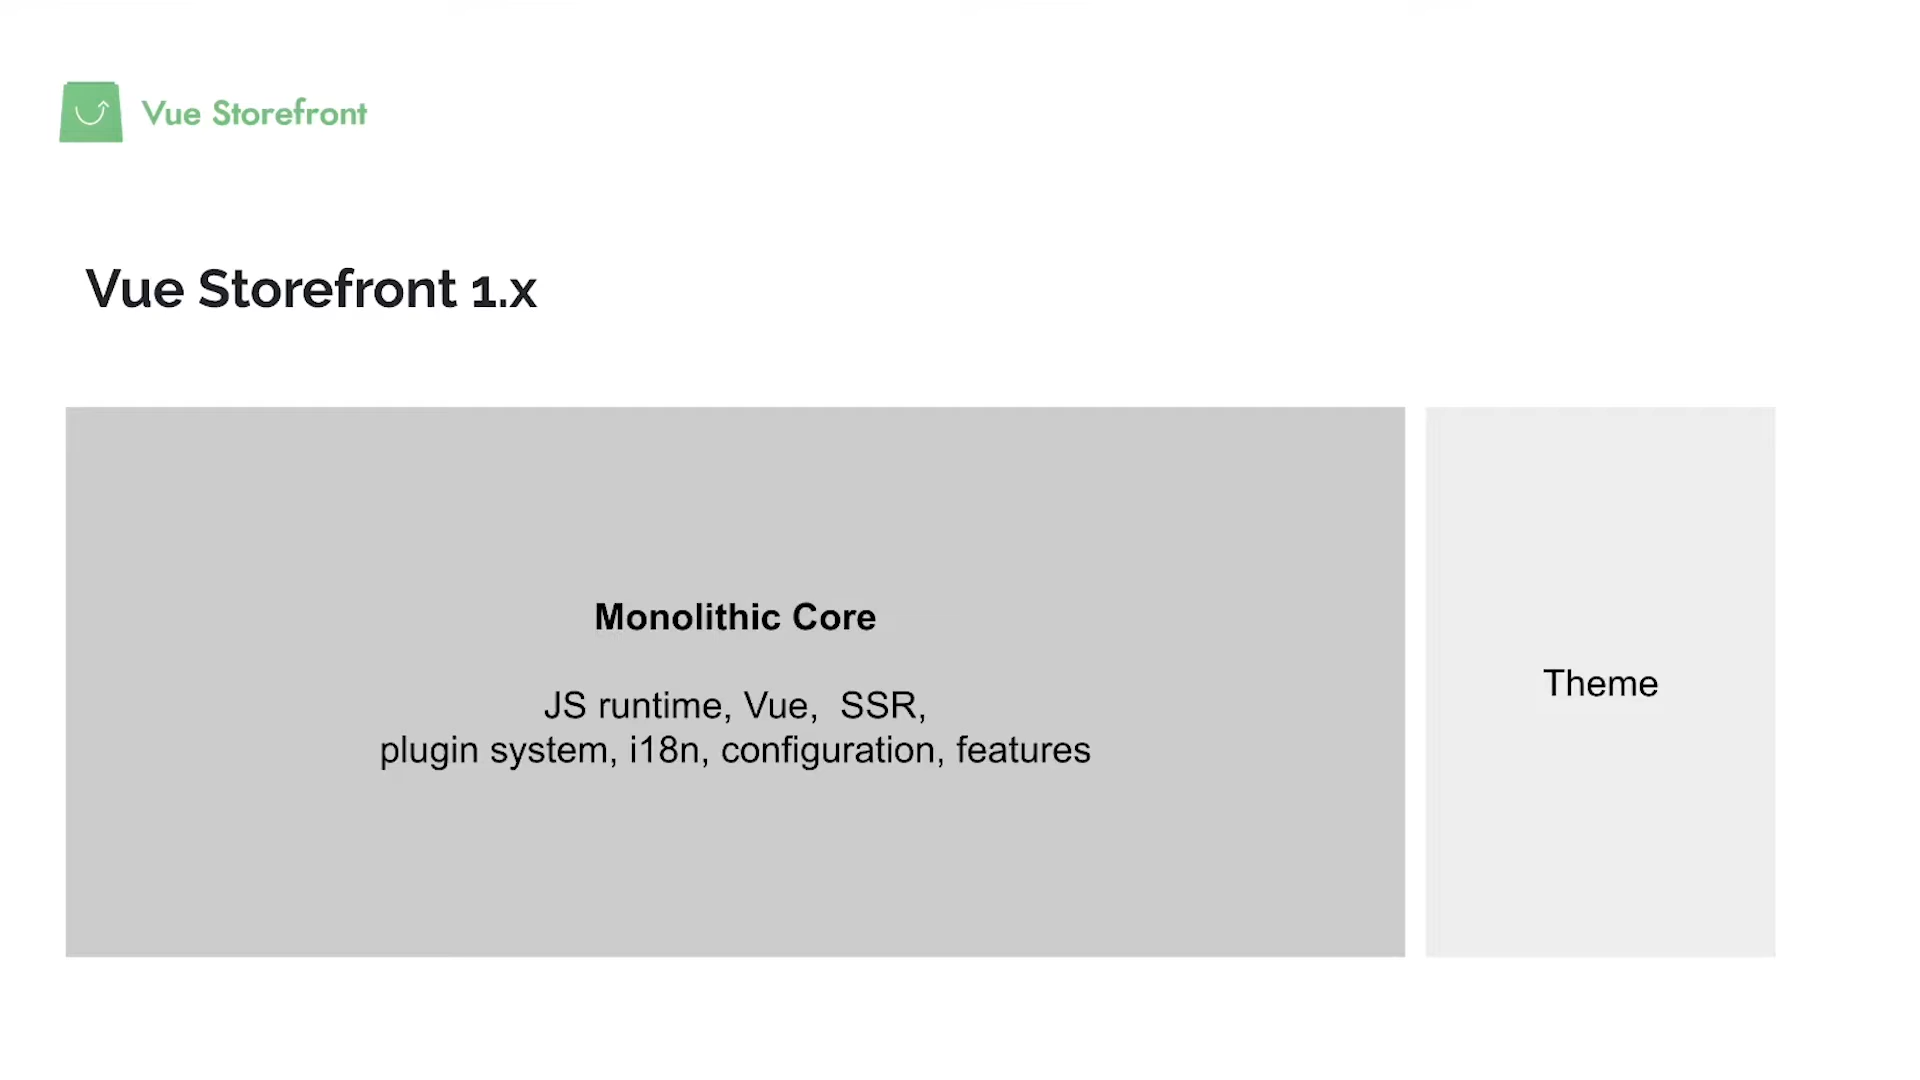 Vue Storefront
Vue Storefront 1.x
Monolithic Core
JS runtime, Vue,  SSR,
plugin system, i18n, configuration, features
Theme